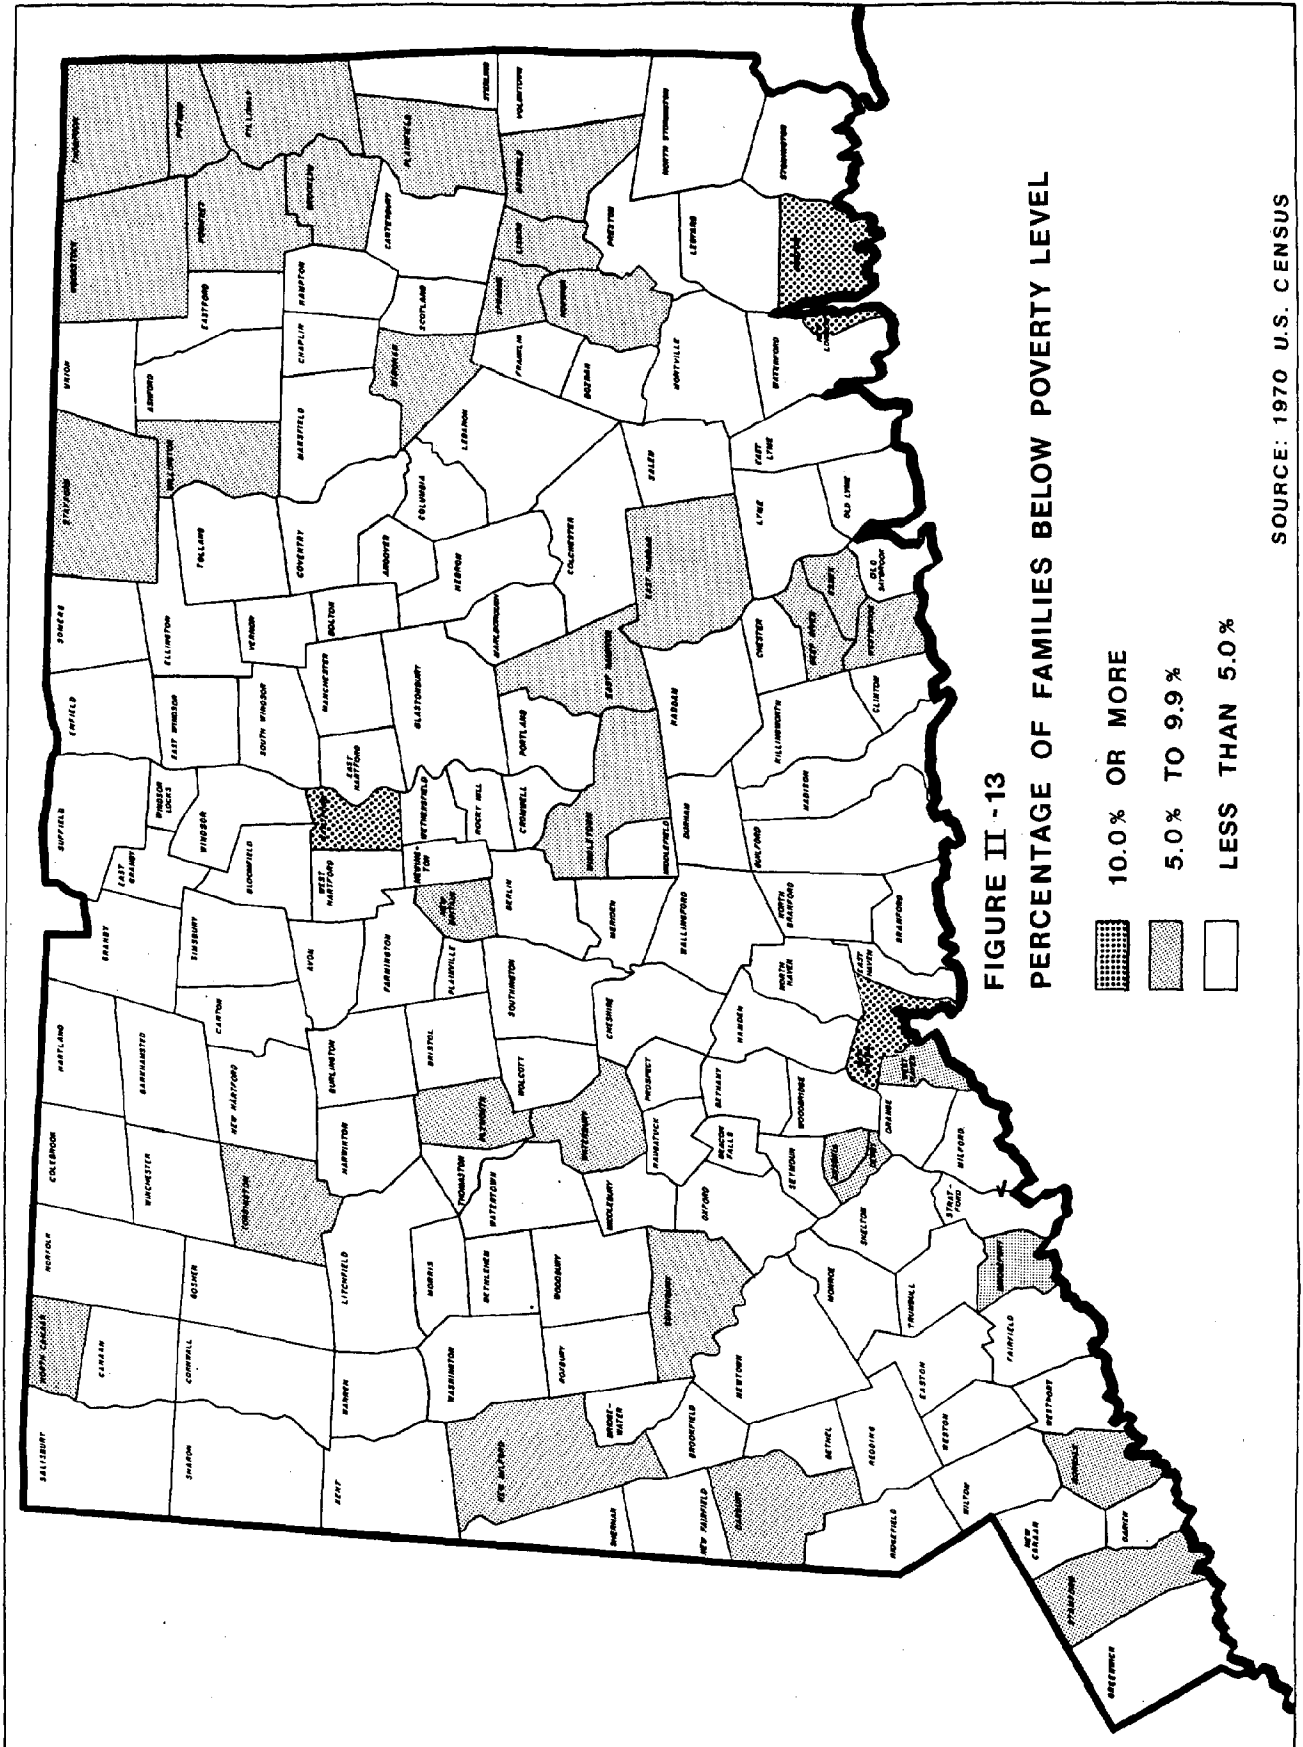 SALISBURY
NORTH CANAAN
NORFOLK
COLEBROOK
HARTLAND
GRANBY
SUFFIELD
ENFIELD
SOMERS
STAFFORD
UNION
WOODSTOCK
THOMPSON
CANAAN
WINCHESTER
BARKHAMSTED
EAST
GRANBY
WINDSOR
LOCKS
EAST WINDSOR
ELLINGTON
WILLINGTON
ASHFORD
EASTFORD
POMFRET
PUTNAM
SHARON
CORNWALL
GOSHEN
TORRINGTON
NEW HARTFORD
CANTON
SIMSBURY
BLOOMFIELD
WINDSOR
SOUTH WINDSOR
VERNON
TOLLAND
KILLINGLY
KENT
WARREN
LITCHFIELD
HARWINTON
BURLINGTON
AVON
WEST
HARTFORD
EAST
HARTFORD
MANCHESTER
BOLTON
COVENTRY
MANSFIELD
CHAPLIN
HAMPTON
BROOKLYN
NEW MILFORD
WASHINGTON
MORRIS
BETHLEHEM
THOMASTON
WATERTOWN
PLYMOUTH
BRISTOL
FARMINGTON
PLAINVILLE
NEW
BRITAIN
NEWING-
TON
WETHERSFIELD
ROCKY HILL
GLASTONBURY
ANDOVER
COLUMBIA
HEBRON
LEBANON
WINDHAM
SCOTLAND
CANTERBURY
PLAINFIELD
STERLING
SHERMAN
BRIDGE-
WATER
ROXBURY
WOODBURY
MIDDLEBURY
WATERBURY
WOLCOTT
SOUTHINGTON
BERLIN
CROMWELL
PORTLAND
MARLBOROUGH
COLCHESTER
BOZRAH
FRANKLIN
SPRAGUE
NORWICH
LISBON
GRISWOLD
VOLUNTOWN
NEW FAIRFIELD
BROOKFIELD
SOUTHBURY
OXFORD
NAUGATUCK
PROSPECT
CHESHIRE
MERIDEN
MIDDLETOWN
MIDDLEFIELD
EAST HAMPTON
EAST HADDAM
SALEM
MONTVILLE
PRESTON
NORTH STONINGTON
DANBURY
BETHEL
NEWTOWN
MONROE
SEYMOUR
BEACON
FALLS
BETHANY
WOODBRIDGE
HAMDEN
NORTH
HAVEN
WALLINGFORD
DURHAM
HADDAM
CHESTER
LYME
EAST
LYME
WATERFORD
LEDYARD
STONINGTON
RIDGEFIELD
REDDING
EASTON
TRUMBULL
SHELTON
DERBY
ORANGE
WEST
HAVEN
EAST
HAVEN
NORTH
BRANFORD
BRANFORD
GUILFORD
MADISON
KILLINGWORTH
CLINTON
DEEP RIVER
ESSEX
WESTBROOK
OLD
SAYBROOK
OLD LYME
WILTON
WESTON
FAIRFIELD
BRIDGEPORT
STRAT-
FORD
MILFORD
NEW
CANAAN
NORWALK
WESTPORT
DARIEN
STAMFORD
GREENWICH
FIGURE II - 13
PERCENTAGE OF FAMILIES BELOW POVERTY LEVEL
10.0% OR MORE
5.0% TO 9.9%
LESS THAN 5.0%
SOURCE: 1970 U.S. CENSUS